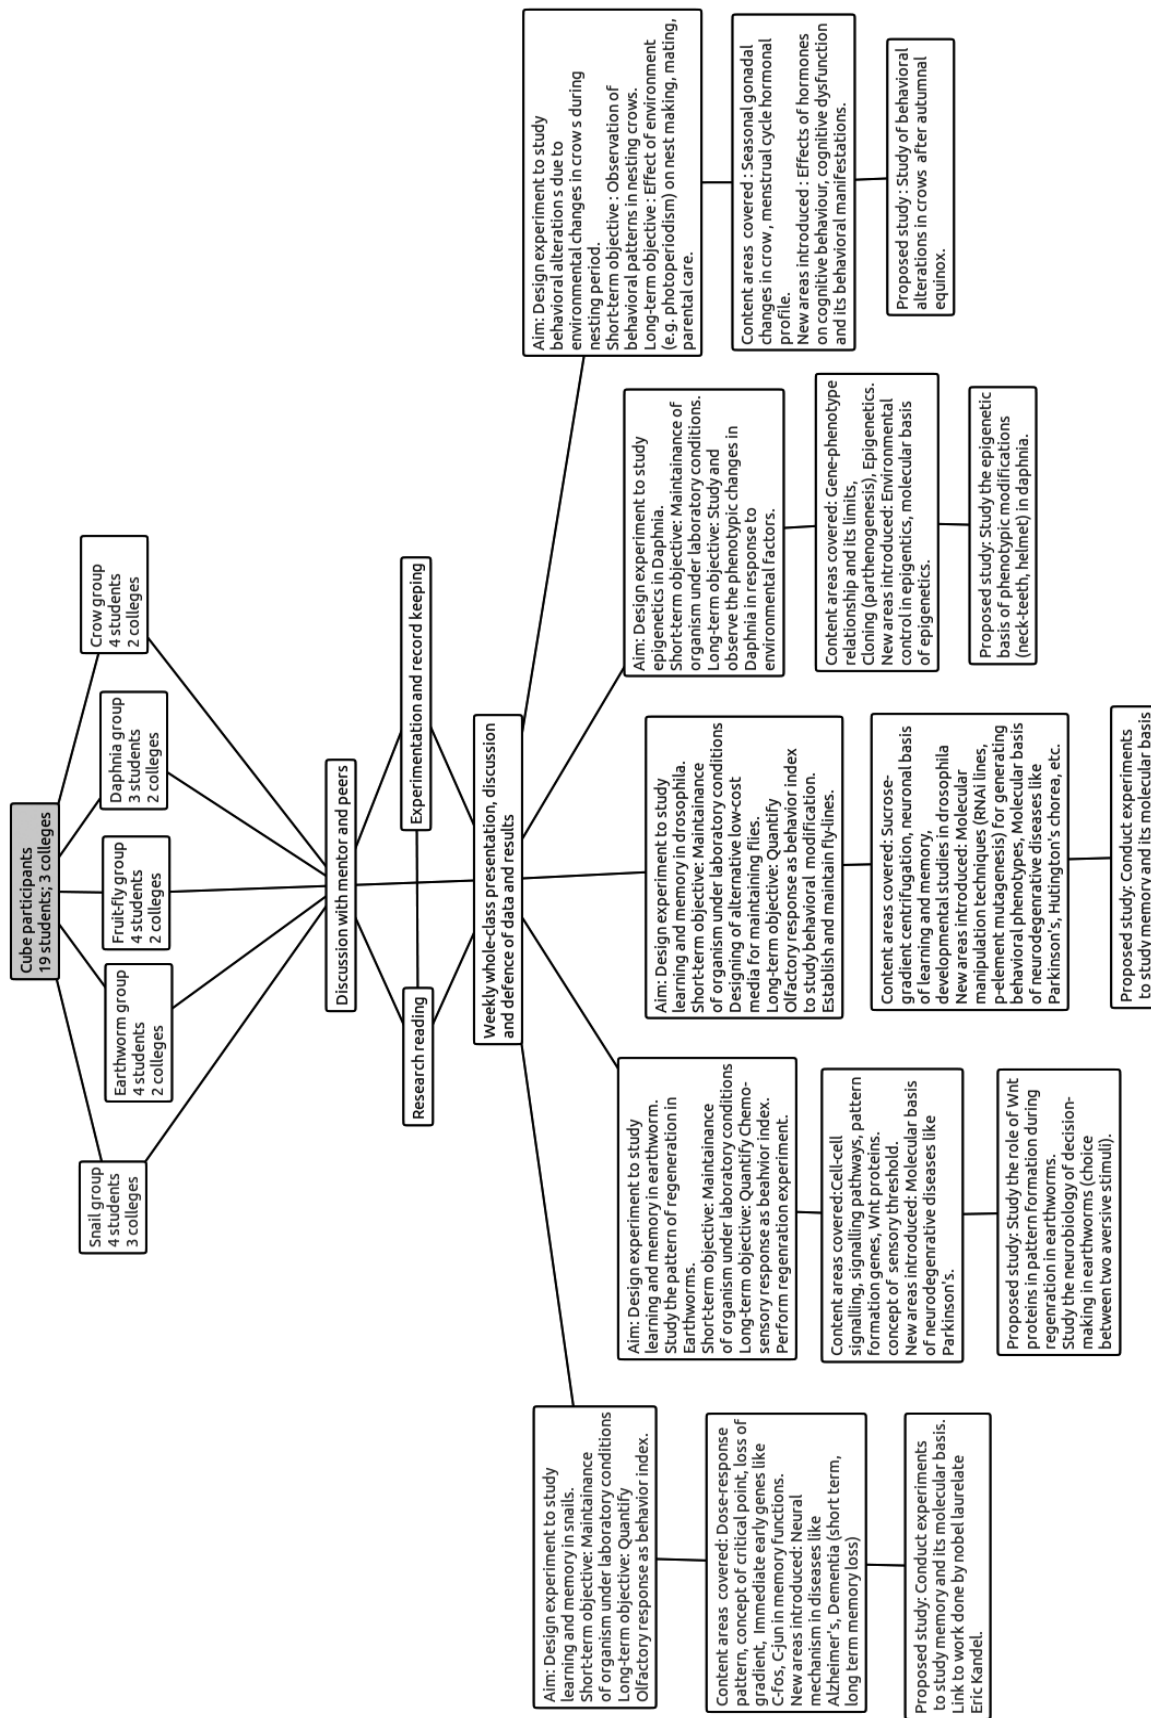 Cube participants
19 students; 3 colleges
Snail group
4 students
3 colleges
Earthworm group
4 students
2 colleges
Fruit-fly group
4 students
2 colleges
Daphnia group
3 students
2 colleges
Crow group
4 students
2 colleges
Discussion with mentor and peers
Research reading
Experimentation and record keeping
Weekly whole-class presentation, discussion
and defence of data and results
Aim: Design experiment to study
learning and memory in snails.
Short-term objective: Maintainance
of organism under laboratory conditions
Long-term objective: Quantify
Olfactory response as behavior index.
Content areas covered: Dose-response
pattern, concept of critical point, loss of
gradient, Immediate early genes like
C-fos, C-jun in memory functions.
New areas introduced: Neural
mechanism in diseases like
Alzheimer's, Dementia (short term,
long term memory loss)
Proposed study: Conduct experiments
to study memory and its molecular basis.
Link to work done by nobel laurelate
Eric Kandel.
Aim: Design experiment to study
learning and memory in earthworm.
Study the pattern of regeneration in
Earthworms.
Short-term objective: Maintainance
of organism under laboratory conditions
Long-term objective: Quantify Chemo-
sensory response as beahvior index.
Perform regenration experiment.
Content areas covered:Cell-cell
signalling, signalling pathways, pattern
formation genes, Wnt proteins.
concept of sensory threshold.
New areas introduced: Molecular basis
of neurodegenrative diseases like
Parkinson's.
Proposed study: Study the role of Wnt
proteins in pattern formation during
regenration in earthworms.
Study the neurobiology of decision-
making in earthworms (choice
between two aversive stimuli).
Aim: Design experiment to study
learning and memory in drosophila.
Short-term objective: Maintainance
of organism under laboratory conditions
Designing of alternative low-cost
media for maintaining flies.
Long-term objective: Quantify
Olfactory response as behavior index
to study behavioral modification.
Establish and maintain fly-lines.
Content areas covered: Sucrose-
gradient centrifugation, neuronal basis
of learning and memory,
developmental studies in drosophila
New areas introduced: Molecular
manipulation techniques (RNAi lines,
p-element mutagenesis) for generating
behavioral phenotypes, Molecular basis
of neurodegenrative diseases like
Parkinson's, Hutington's chorea, etc.
Proposed study: Conduct experiments
to study memory and its molecular basis
Aim: Design experiment to study
epigenetics in Daphnia.
Short-term objective: Maintainance of
organism under laboratory conditions.
Long-term objective: Study and
observe the phenotypic changes in
Daphnia in response to
environmental factors.
Content areas covered: Gene-phenotype
relationship and its limits,
Cloning (parthenogenesis), Epigenetics.
New areas introduced: Environmental
control in epigentics, molecular basis
of epigenetics.
Proposed study: Study the epigenetic
basis of phenotypic modifications
(neck-teeth, helmet) in daphnia.
Aim: Design experiment to study
behavioral alteration s due to
environmental changes in crow s during
nesting period.
Short-term objective : Observation of
behavioral patterns in nesting crows.
Long-term objective : Effect of environment
(e.g. photoperiodism) on nest making, mating,
parental care.
Content areas covered : Seasonal gonadal
changes in crow , menstrual cycle hormonal
profile.
New areas introduced : Effects of hormones
on cognitive behaviour, cognitive dysfunction
and its behavioral manifestations.
Proposed study : Study of behavioral
alterations in crows after autumnal
equinox.